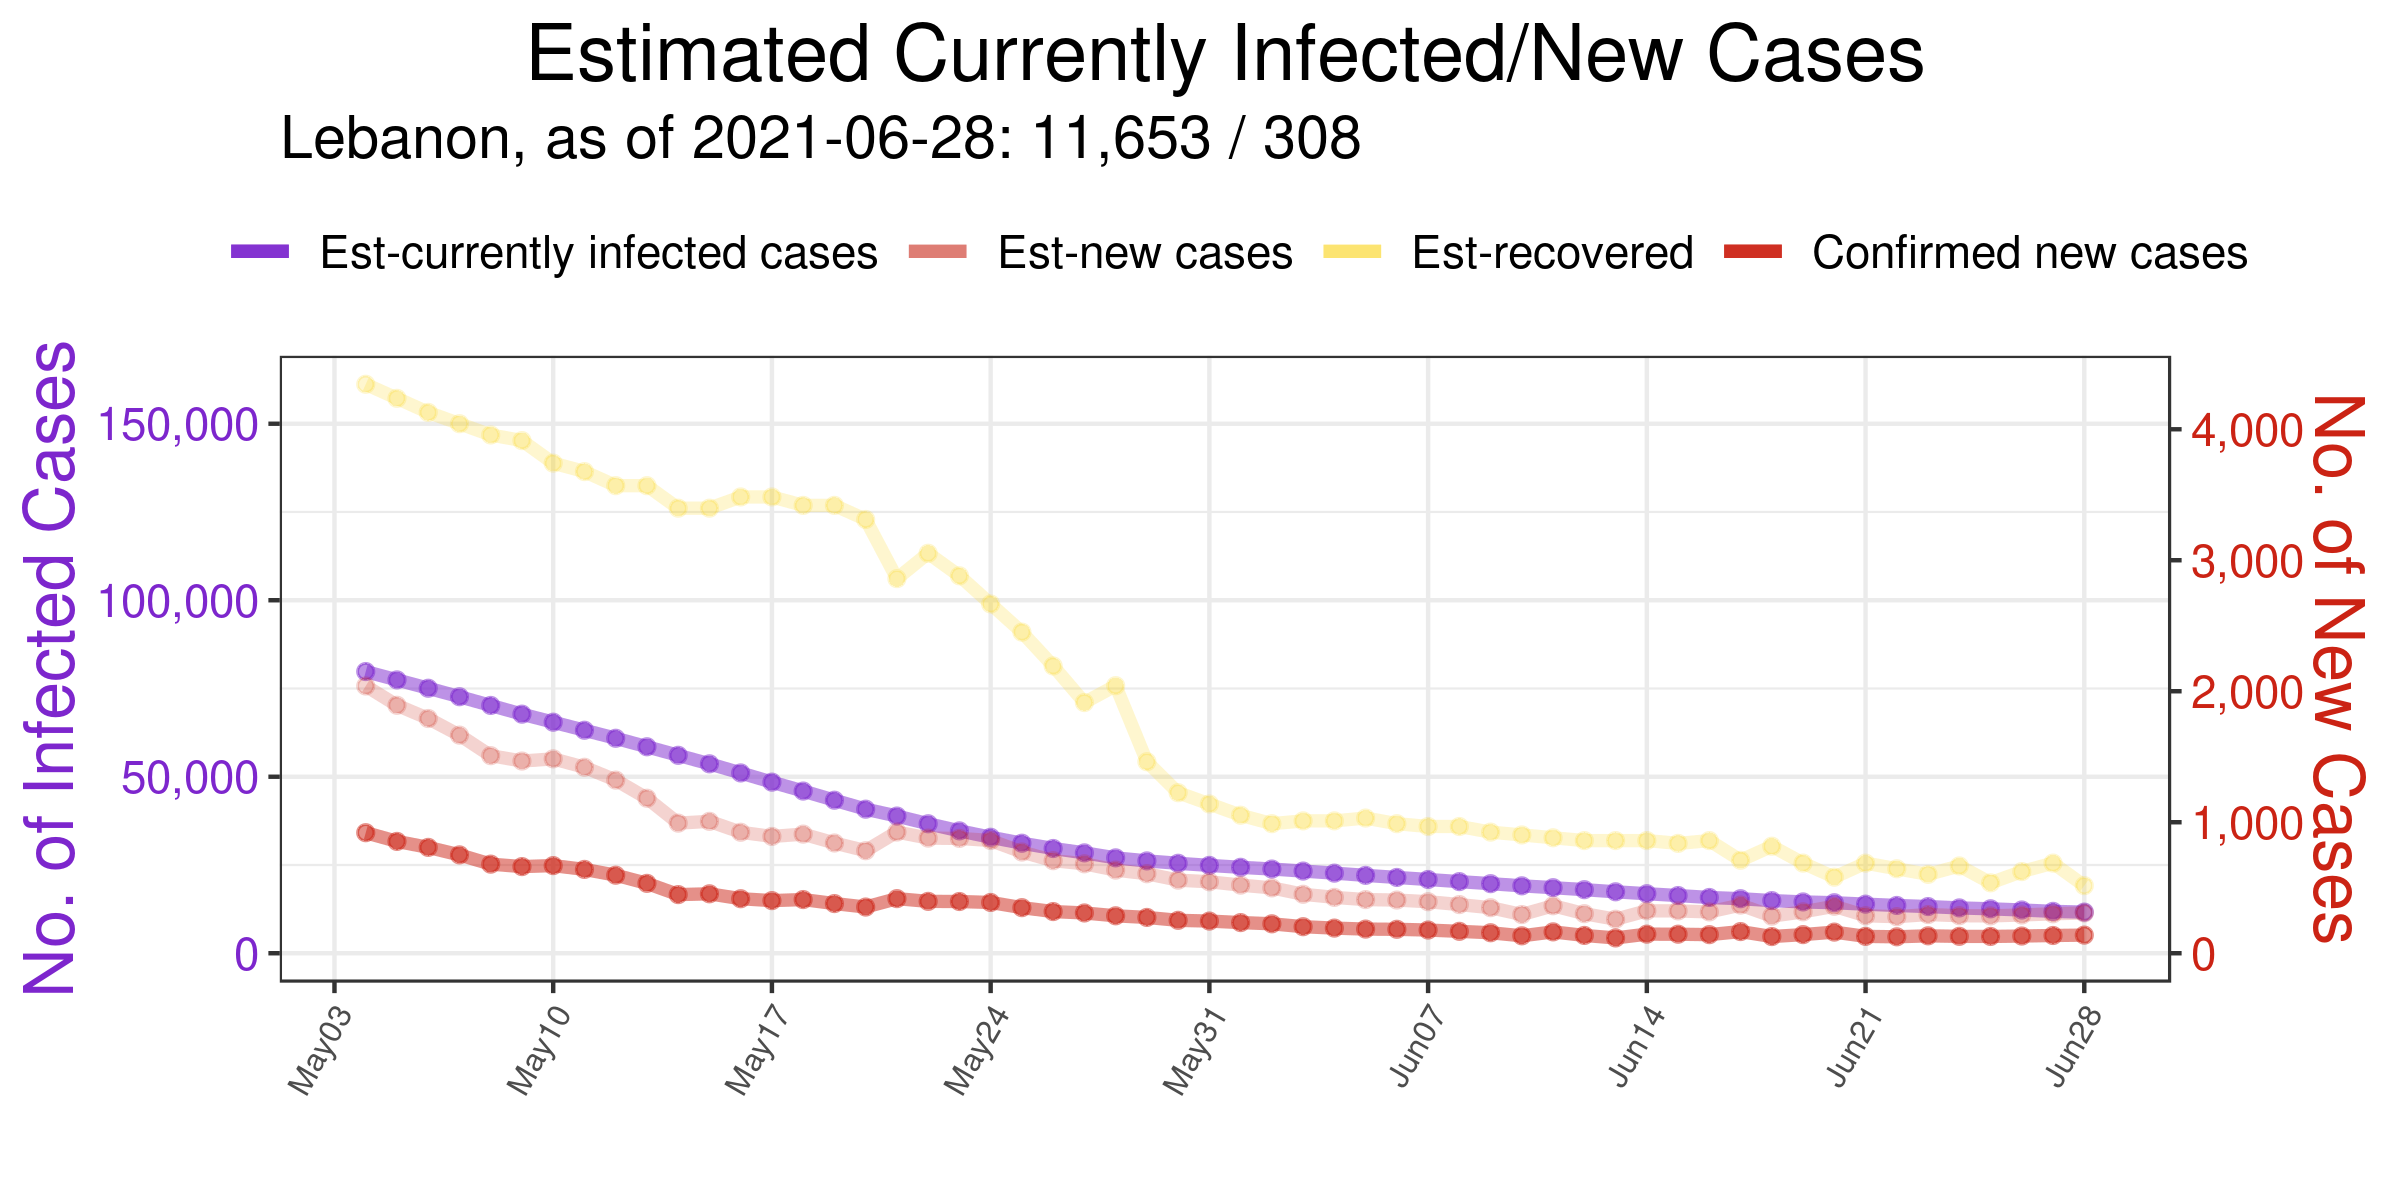 Estimated Currently Infected/New Cases
Lebanon, as of 2021-06-28: 11,653 / 308
Est-currently infected cases Est-new cases Est-recovered Confirmed new cases
No. of Infected Cases
150,000
100,000
50,000
0
4,000
3,000
2,000
1,000
0
No. of New Cases
May03 May10 May17 May24 May31 Jun07 Jun14 Jun21 Jun28